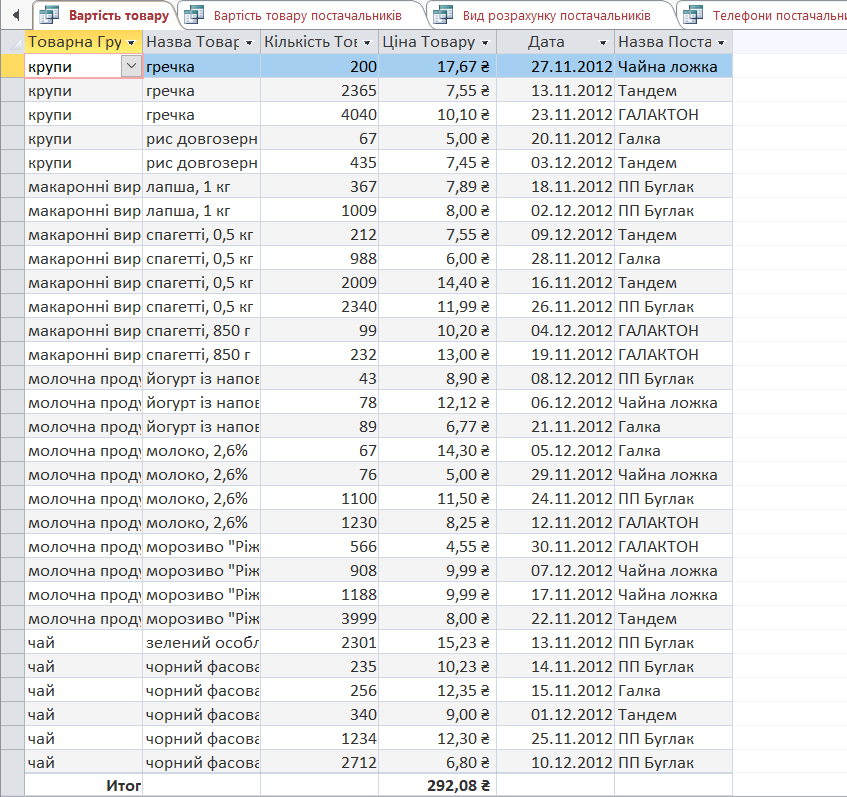 Вартість товару Вартість товару постачальників Вид розрахунку постачальників Телефони постачальни
Товарна Гру Назва Товар Кількість Тов Ціна Товару Дата Назва Поста
крупи гречка 200 17,67 ₴ 27.11.2012 Чайна ложка
крупи гречка 2365 7,55 ₴ 13.11.2012 Тандем
крупи гречка 4040 10,10 ₴ 23.11.2012 ГАЛАКТОН
крупи рис довгозерн 67 5,00 ₴ 20.11.2012 Галка
крупи рис довгозерн 435 7,45 ₴ 03.12.2012 Тандем
макаронні вир лапша, 1 кг 367 7,89 ₴ 18.11.2012 ПП Буглак
макаронні вир лапша, 1 кг 1009 8,00 ₴ 02.12.2012 ПП Буглак
макаронні вир спагетті, 0,5 кг 212 7,55 ₴ 09.12.2012 Тандем
макаронні вир спагетті, 0,5 кг 988 6,00 ₴ 28.11.2012 Галка
макаронні вир спагетті, 0,5 кг 2009 14,40 ₴ 16.11.2012 Тандем
макаронні вир спагетті, 0,5 кг 2340 11,99 ₴ 26.11.2012 ПП Буглак
макаронні вир спагетті, 850 г 99 10,20 ₴ 04.12.2012 ГАЛАКТОН
макаронні вир спагетті, 850 г 232 13,00 ₴ 19.11.2012 ГАЛАКТОН
молочна проду йогурт із напов 43 8,90 ₴ 08.12.2012 ПП Буглак
молочна проду йогурт із напов 78 12,12 ₴ 06.12.2012 Чайна ложка
молочна проду йогурт із напов 89 6,77 ₴ 21.11.2012 Галка
молочна проду молоко, 2,6% 67 14,30 ₴ 05.12.2012 Галка
молочна проду молоко, 2,6% 76 5,00 ₴ 29.11.2012 Чайна ложка
молочна проду молоко, 2,6% 1100 11,50 ₴ 24.11.2012 ПП Буглак
молочна проду молоко, 2,6% 1230 8,25 ₴ 12.11.2012 ГАЛАКТОН
молочна проду морозиво "Ріж 566 4,55 ₴ 30.11.2012 ГАЛАКТОН
молочна проду морозиво "Ріж 908 9,99 ₴ 07.12.2012 Чайна ложка
молочна проду морозиво "Ріж 1188 9,99 ₴ 17.11.2012 Чайна ложка
молочна проду морозиво "Ріж 3999 8,00 ₴ 22.11.2012 Тандем
чай зелений особл 2301 15,23 ₴ 13.11.2012 ПП Буглак
чай чорний фасова 235 10,23 ₴ 14.11.2012 ПП Буглак
чай чорний фасова 256 12,35 ₴ 15.11.2012 Галка
чай чорний фасова 340 9,00 ₴ 01.12.2012 Тандем
чай чорний фасова 1234 12,30 ₴ 25.11.2012 ПП Буглак
чай чорний фасова 2712 6,80 ₴ 10.12.2012 ПП Буглак
Итог 292,08 ₴